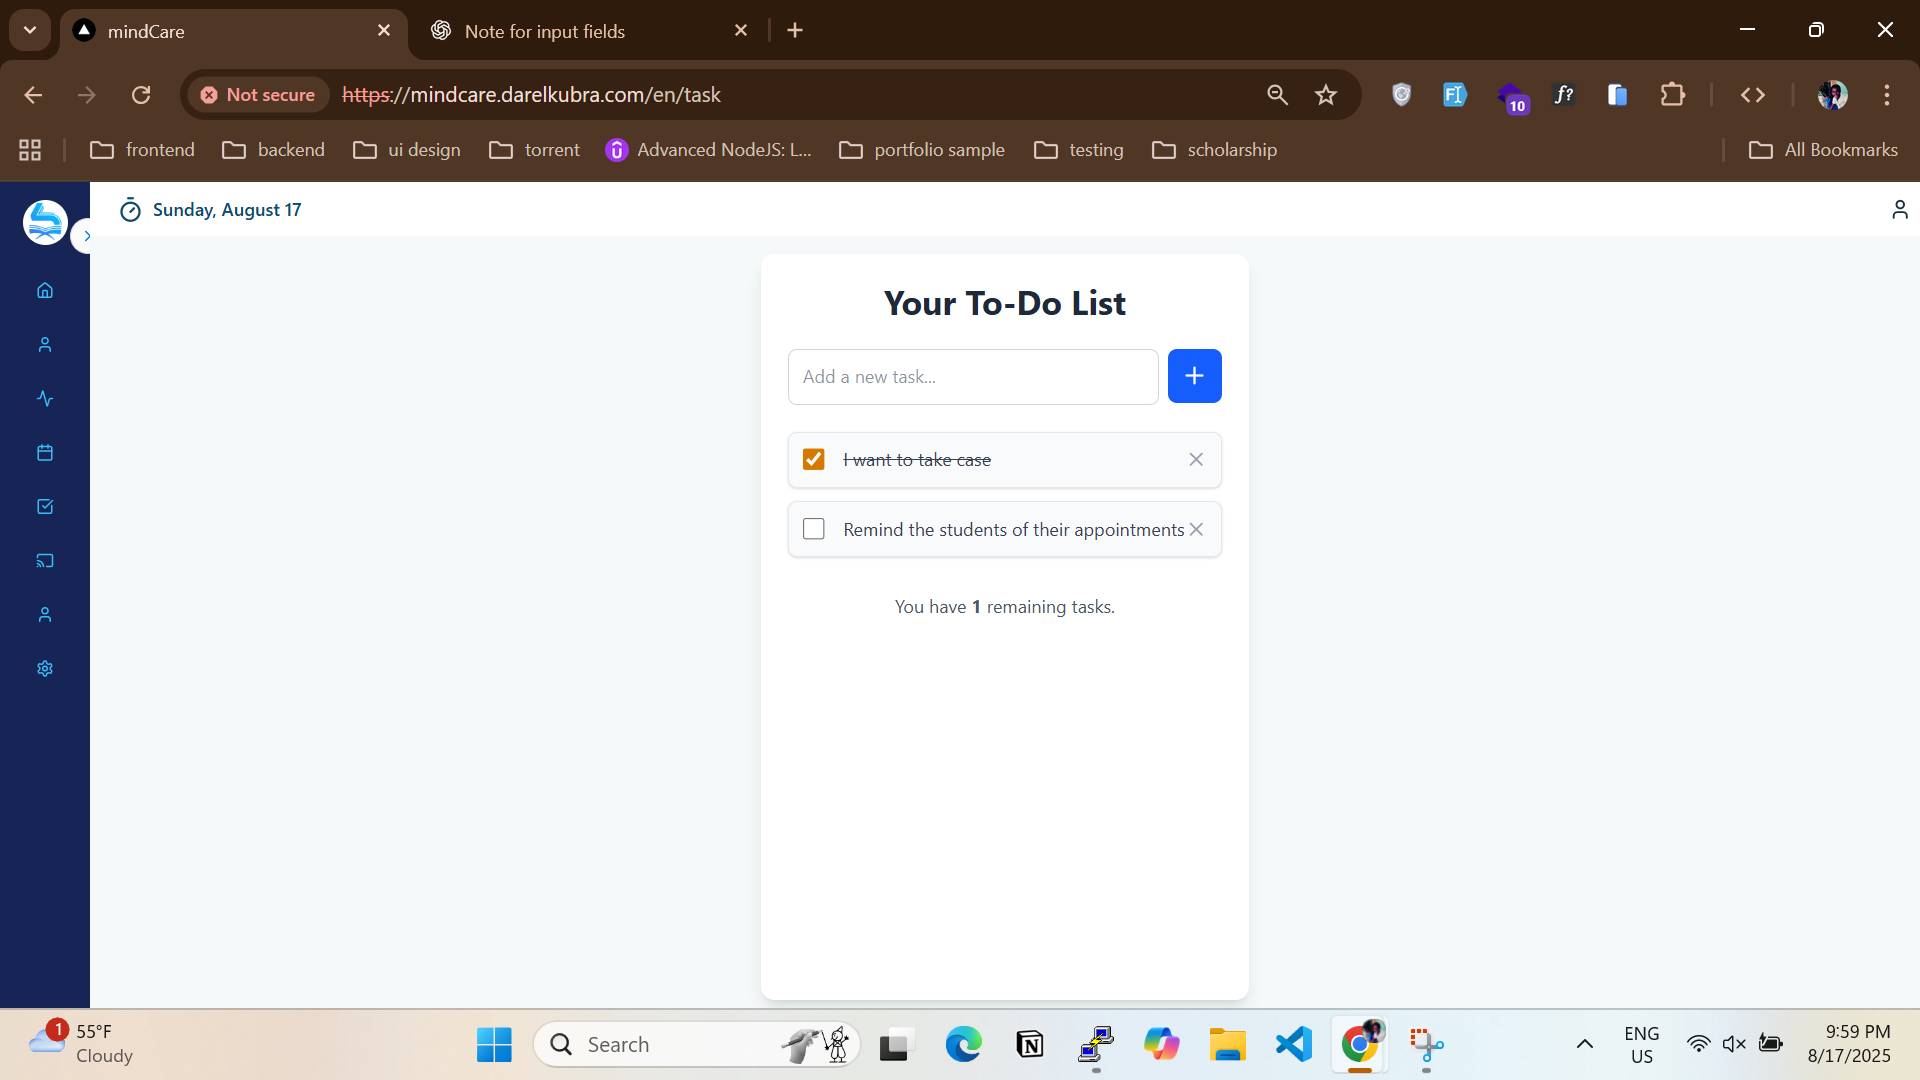 mindCare
Note for input fields
Not secure
https://mindcare.darelkubra.com/en/task
10
f?
frontend
backend
ui design
torrent
Advanced NodeJS: L...
portfolio sample
testing
scholarship
All Bookmarks
Sunday, August 17
Your To-Do List
Add a new task...
I want to take case
Remind the students of their appointments
You have 1 remaining tasks.
1
55°F
Cloudy
Search
ENG
US
9:59 PM
8/17/2025